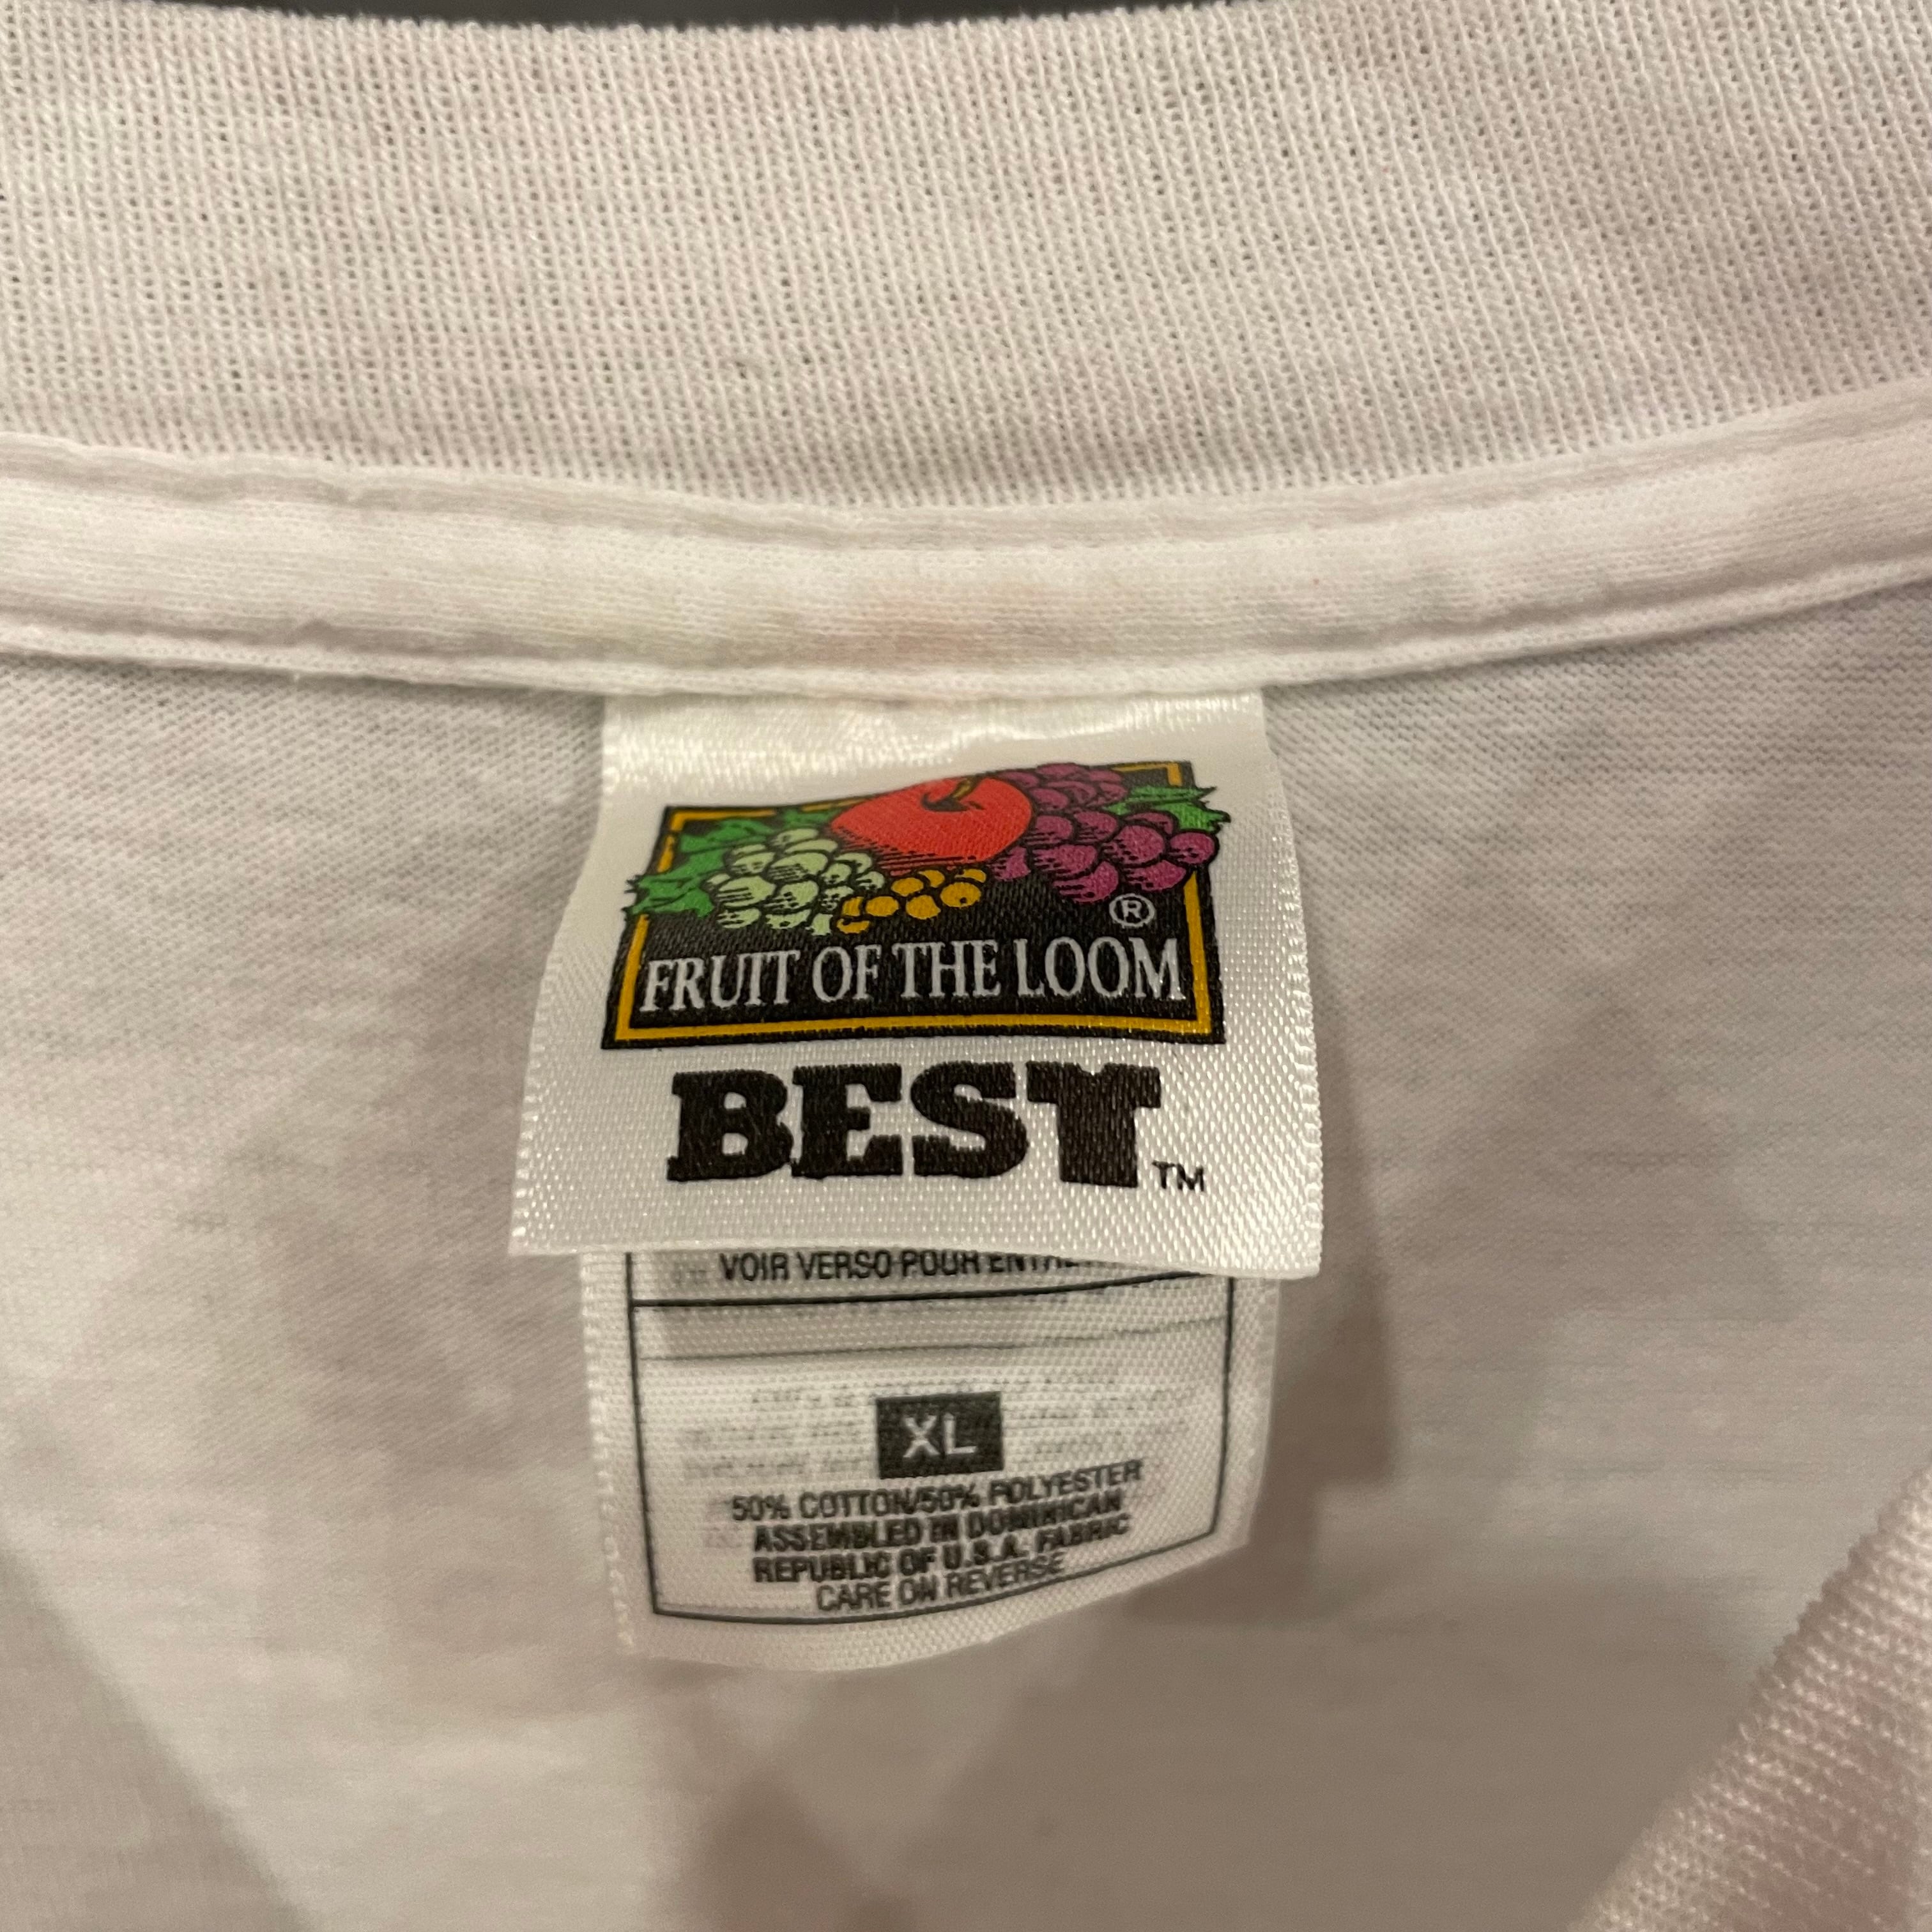 ®
FRUIT OF THE LOOM
BEST™
VOIR VERSO POUR
XL
50% COTTON/50% POLYESTER
ASSEMBLED IN DOMINICAN
REPUBLIC OF U.S.A. FABRIC
CARE ON REVERSE